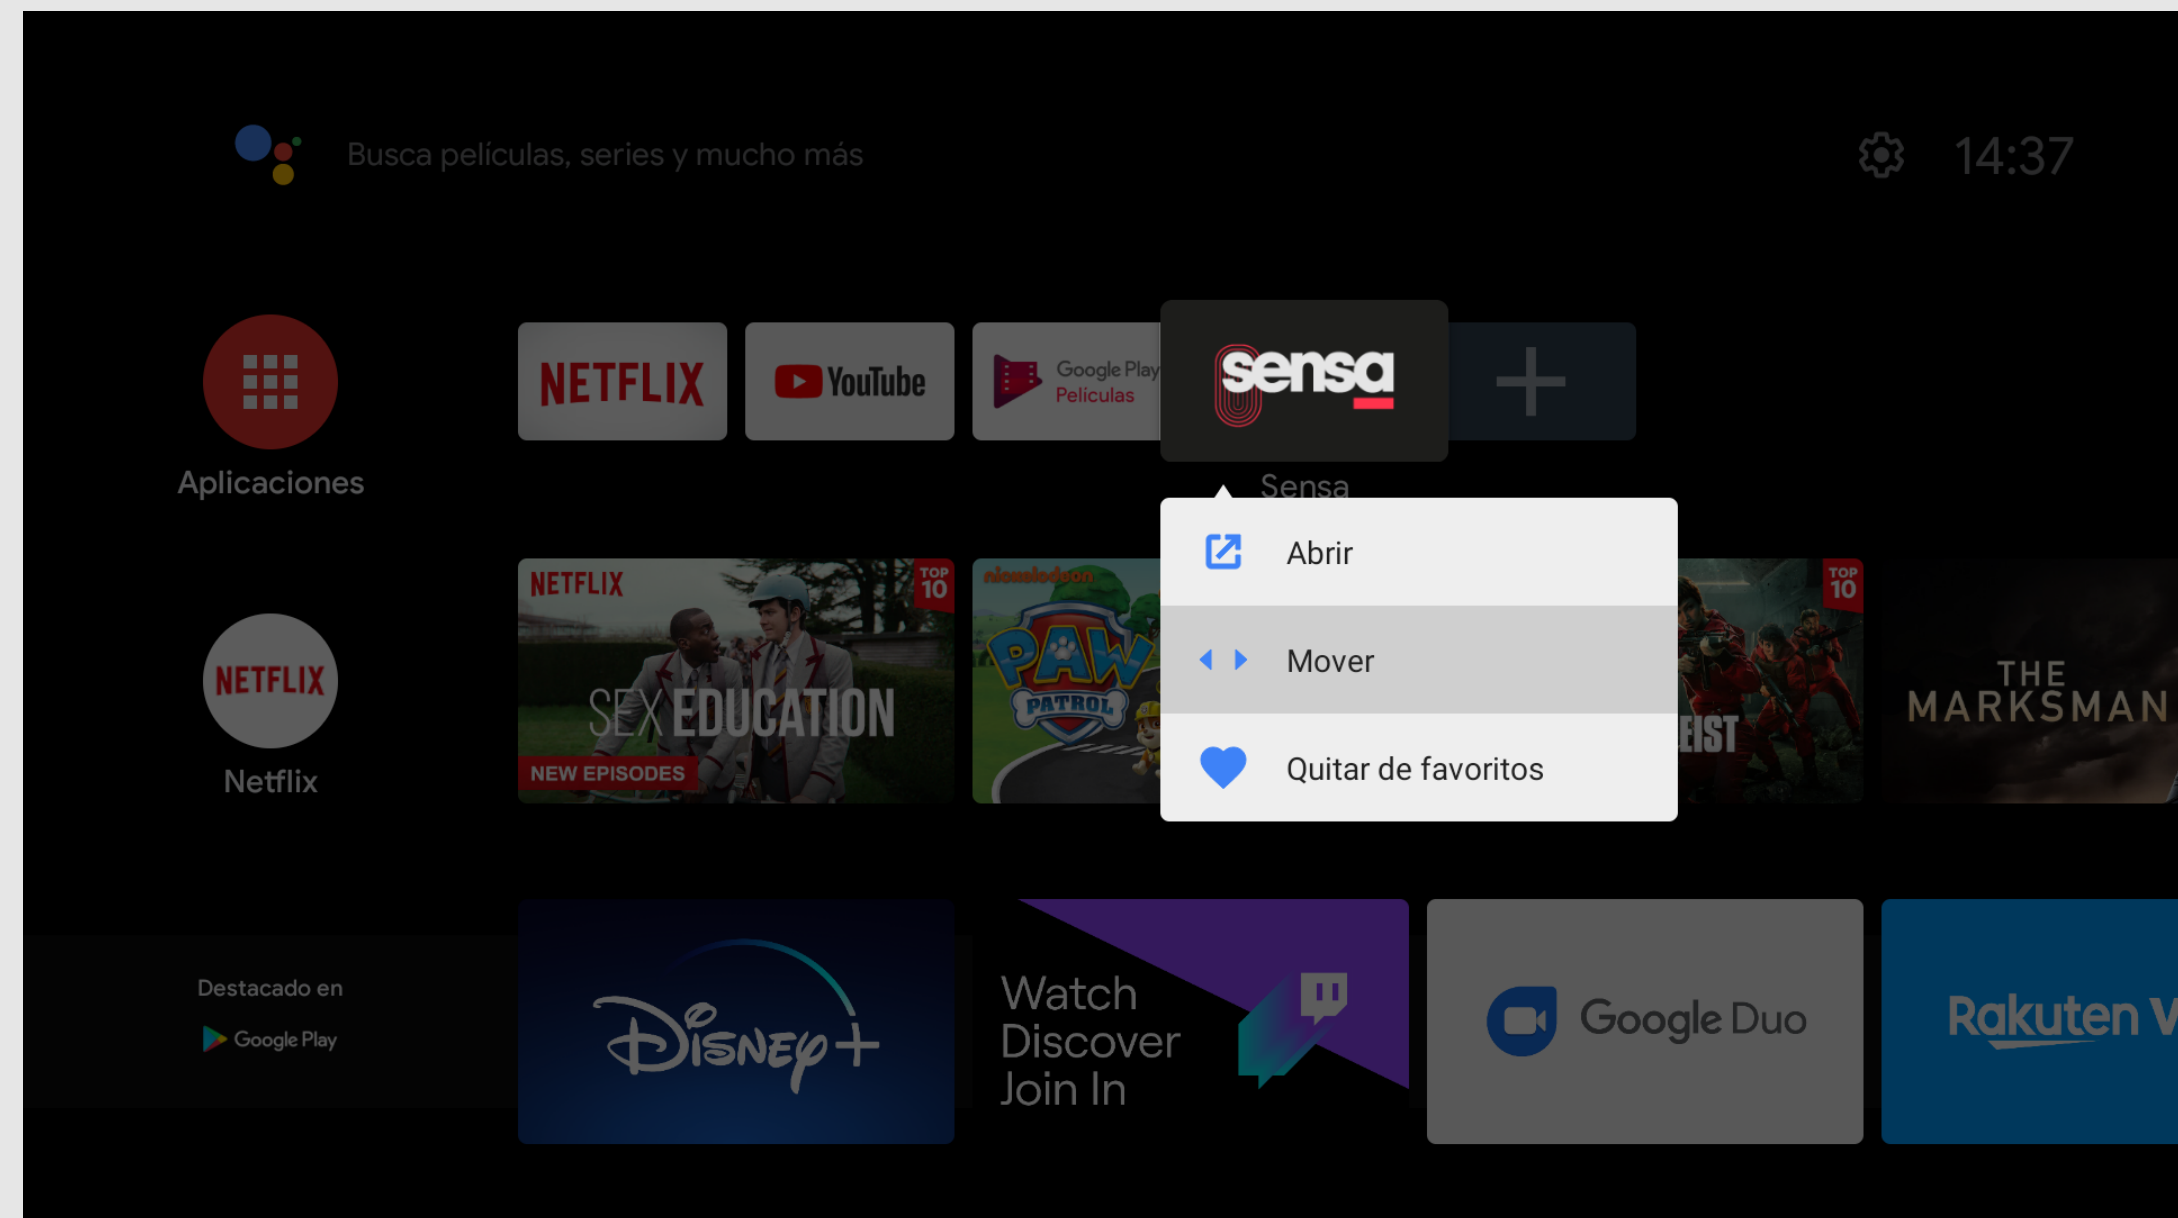 Busca películas, series y mucho más
14:37
NETFLIX
YouTube
Google Play
Películas
sensa
Aplicaciones
Sensa
Abrir
Mover
Quitar de favoritos
NETFLIX
Netflix
NETFLIX
TOP
10
SEX EDUCATION
NEW EPISODES
nickelodeon
PAW
PATROL
TOP
10
EIST
THE
MARKSMAN
Destacado en
Google Play
Disney+
Watch
Discover
Join In
Google Duo
Rakuten V